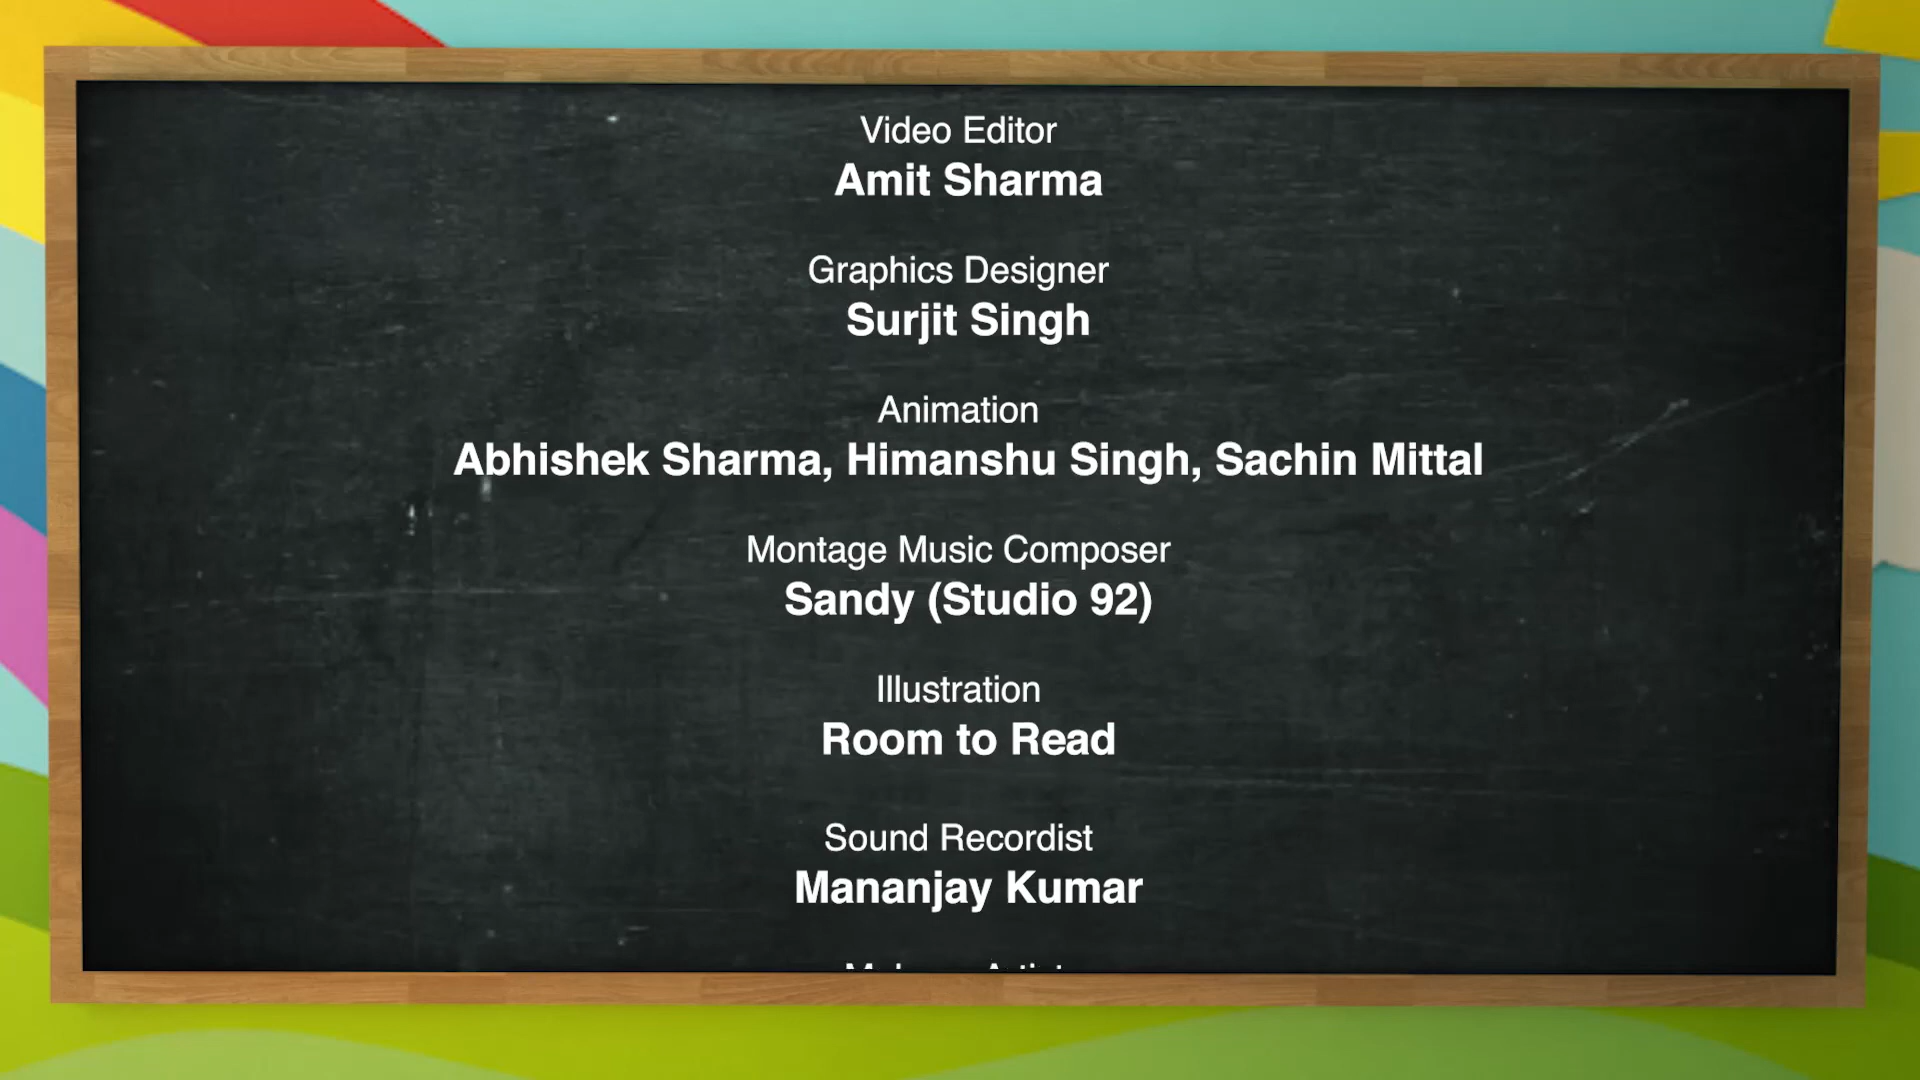 Video Editor
Amit Sharma
Graphics Designer
Surjit Singh
Animation
Abhishek Sharma, Himanshu Singh, Sachin Mittal
Montage Music Composer
Sandy (Studio 92)
Illustration
Room to Read
Sound Recordist
Mananjay Kumar